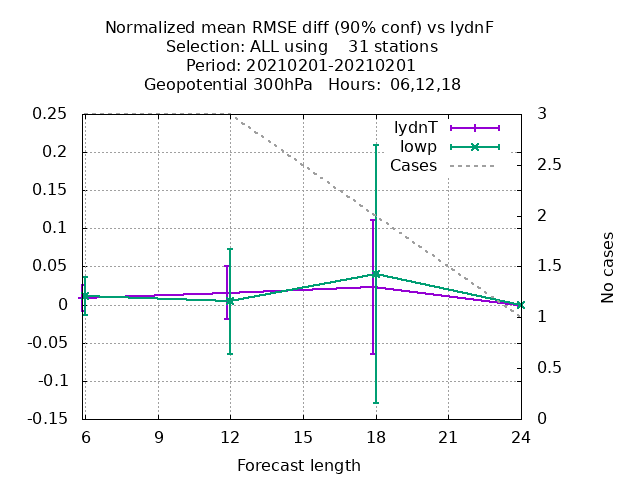 Normalized mean RMSE diff (90% conf) vs lydnF
Selection: ALL using    31 stations
Period: 20210201-20210201
Geopotential 300hPa   Hours:  06,12,18
0.25
0.2
0.15
0.1
0.05
0
-0.05
-0.1
-0.15
lydnT
lowp
Cases
3
2.5
2
1.5
1
0.5
0
No cases
6 9 12 15 18 21 24
Forecast length